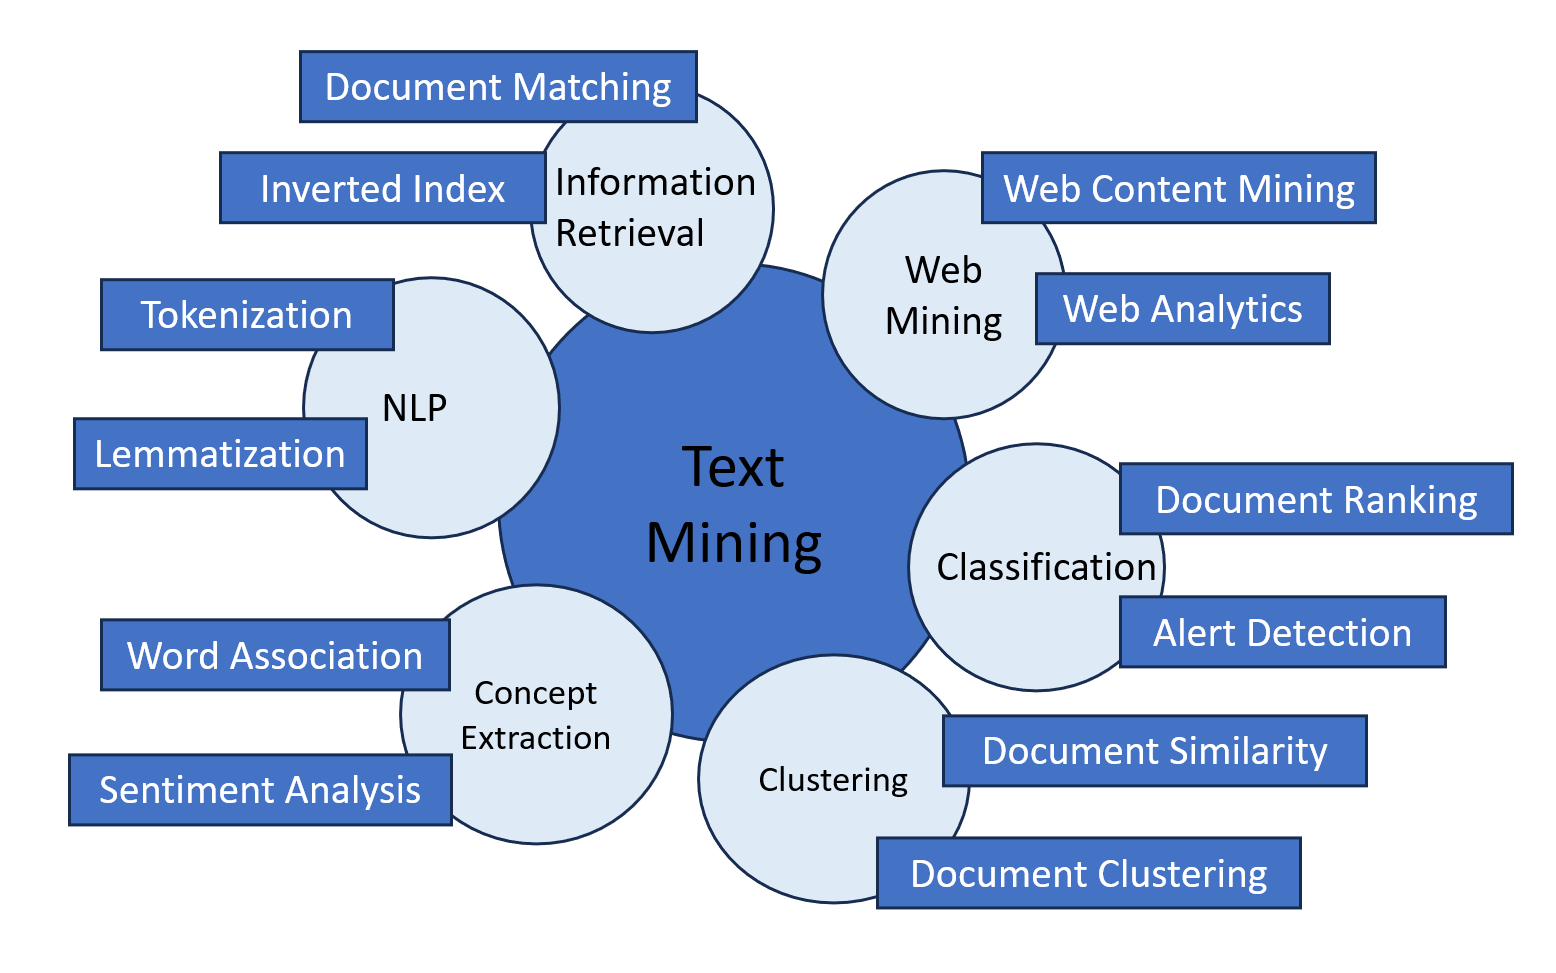 Document Matching
Inverted Index
Information
Retrieval
Web Content Mining
Web
Mining
Web Analytics
Tokenization
NLP
Lemmatization
Text
Mining
Document Ranking
Classification
Alert Detection
Word Association
Concept
Extraction
Sentiment Analysis
Clustering
Document Similarity
Document Clustering